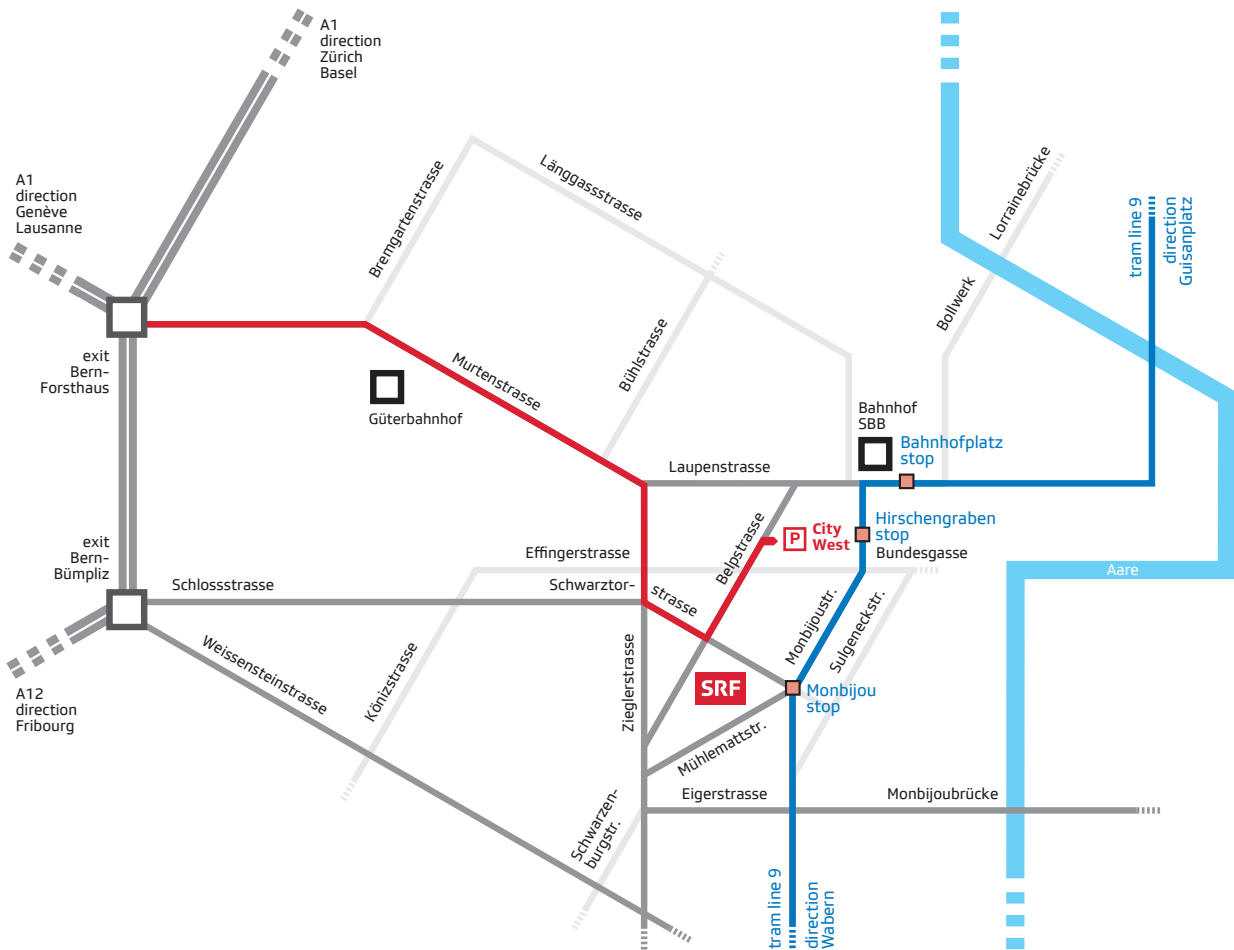 A1
direction
Zürich
Basel
A1
direction
Genève
Lausanne
Bremgartenstrasse
Länggassstrasse
Lorrainebrücke
tram line 9
direction
Guisanplatz
Bollwerk
exit
Bern-
Forsthaus
Murtenstrasse
Bühlstrasse
Güterbahnhof
Bahnhof
SBB
Bahnhofplatz
stop
Laupenstrasse
Hirschengraben
stop
Bundesgasse
P
City
West
Belpstrasse
exit
Bern-
Bümpliz
Effingerstrasse
Aare
Schlossstrasse
Schwarztor-
strasse
Monbijoustr.
Sulgeneckstr.
Weissensteinstrasse
Könizstrasse
Zieglerstrasse
SRF
Monbijou
stop
A12
direction
Fribourg
Mühlemattstr.
Eigerstrasse
Monbijoubrücke
Schwarzen-
burgstr.
tram line 9
direction
Wabern